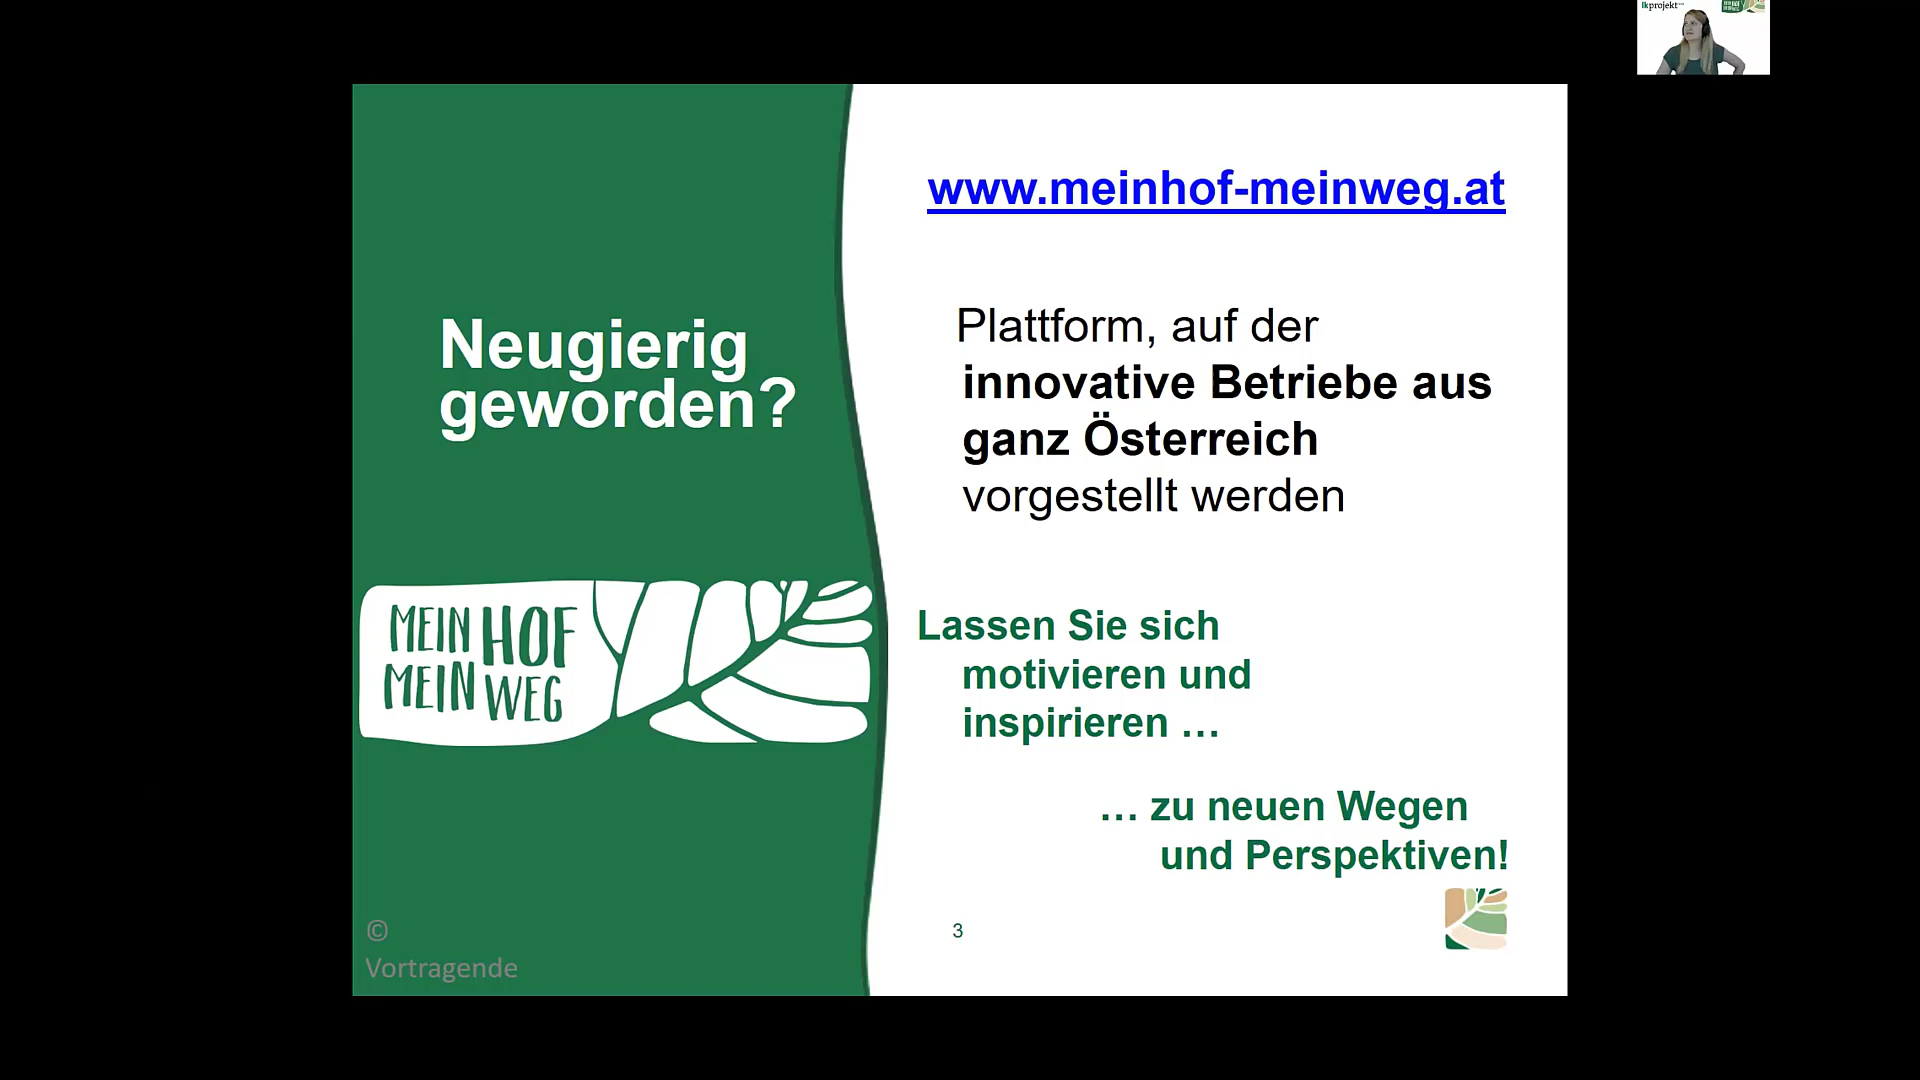 lkprojekt
www.meinhof-meinweg.at
Neugierig
geworden?
Plattform, auf der
innovative Betriebe aus
ganz Österreich
vorgestellt werden
MEIN HOF
MEIN WEG
Lassen Sie sich
motivieren und
inspirieren …
… zu neuen Wegen
und Perspektiven!
©
Vortragende
3